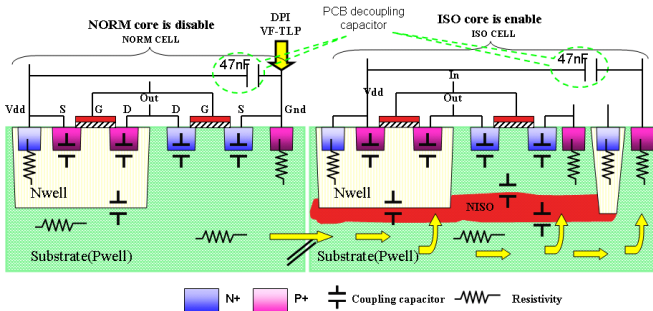 NORM core is disable
NORM CELL
DPI
VF-TLP
PCB decoupling
capacitor
ISO core is enable
ISO CELL
47nF
47nF
In
Vdd
Out
Out
Vdd
S
G
D
D
G
S
Gnd
Nwell
Nwell
NISO
Substrate(Pwell)
Substrate(Pwell)
N+
P+
Coupling capacitor
Resistivity